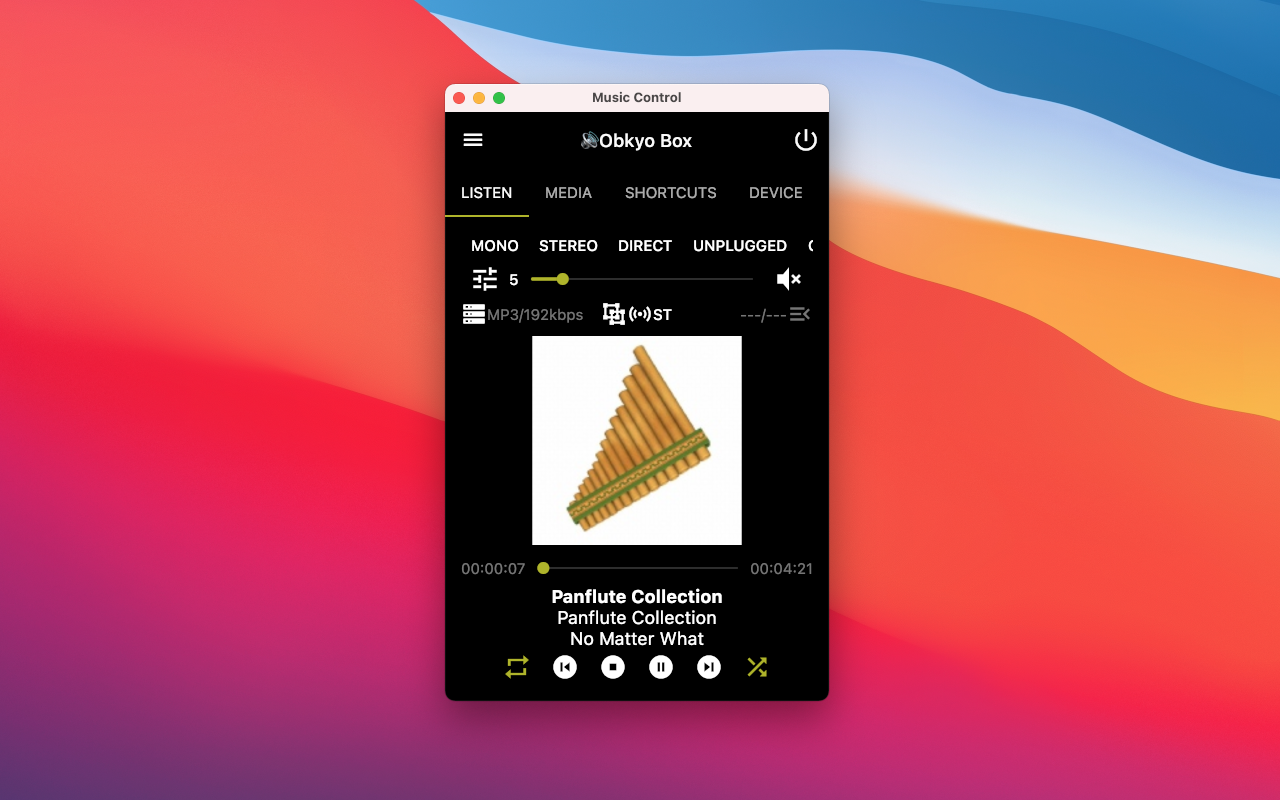 Music Control
Obkyo Box
LISTEN MEDIA SHORTCUTS DEVICE
MONO STEREO DIRECT UNPLUGGED
5
MP3/192kbps ST ---/---
00:00:07 00:04:21
Panflute Collection
Panflute Collection
No Matter What